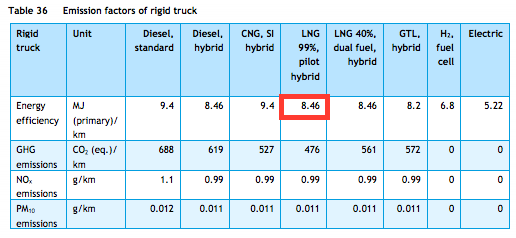 Table 36 Emission factors of rigid truck
Rigid truck Unit Diesel, standard Diesel, hybrid CNG, SI hybrid LNG 99%, pilot hybrid LNG 40%, dual fuel, hybrid GTL, hybrid H₂, fuel cell Electric
Energy efficiency MJ (primary)/ km 9.4 8.46 9.4 8.46 8.46 8.2 6.8 5.22
GHG emissions CO₂ (eq.)/ km 688 619 527 476 561 572 0 0
NOₓ emissions g/km 1.1 0.99 0.99 0.99 0.99 0.99 0 0
PM₁₀ emissions g/km 0.012 0.011 0.011 0.011 0.011 0.011 0 0